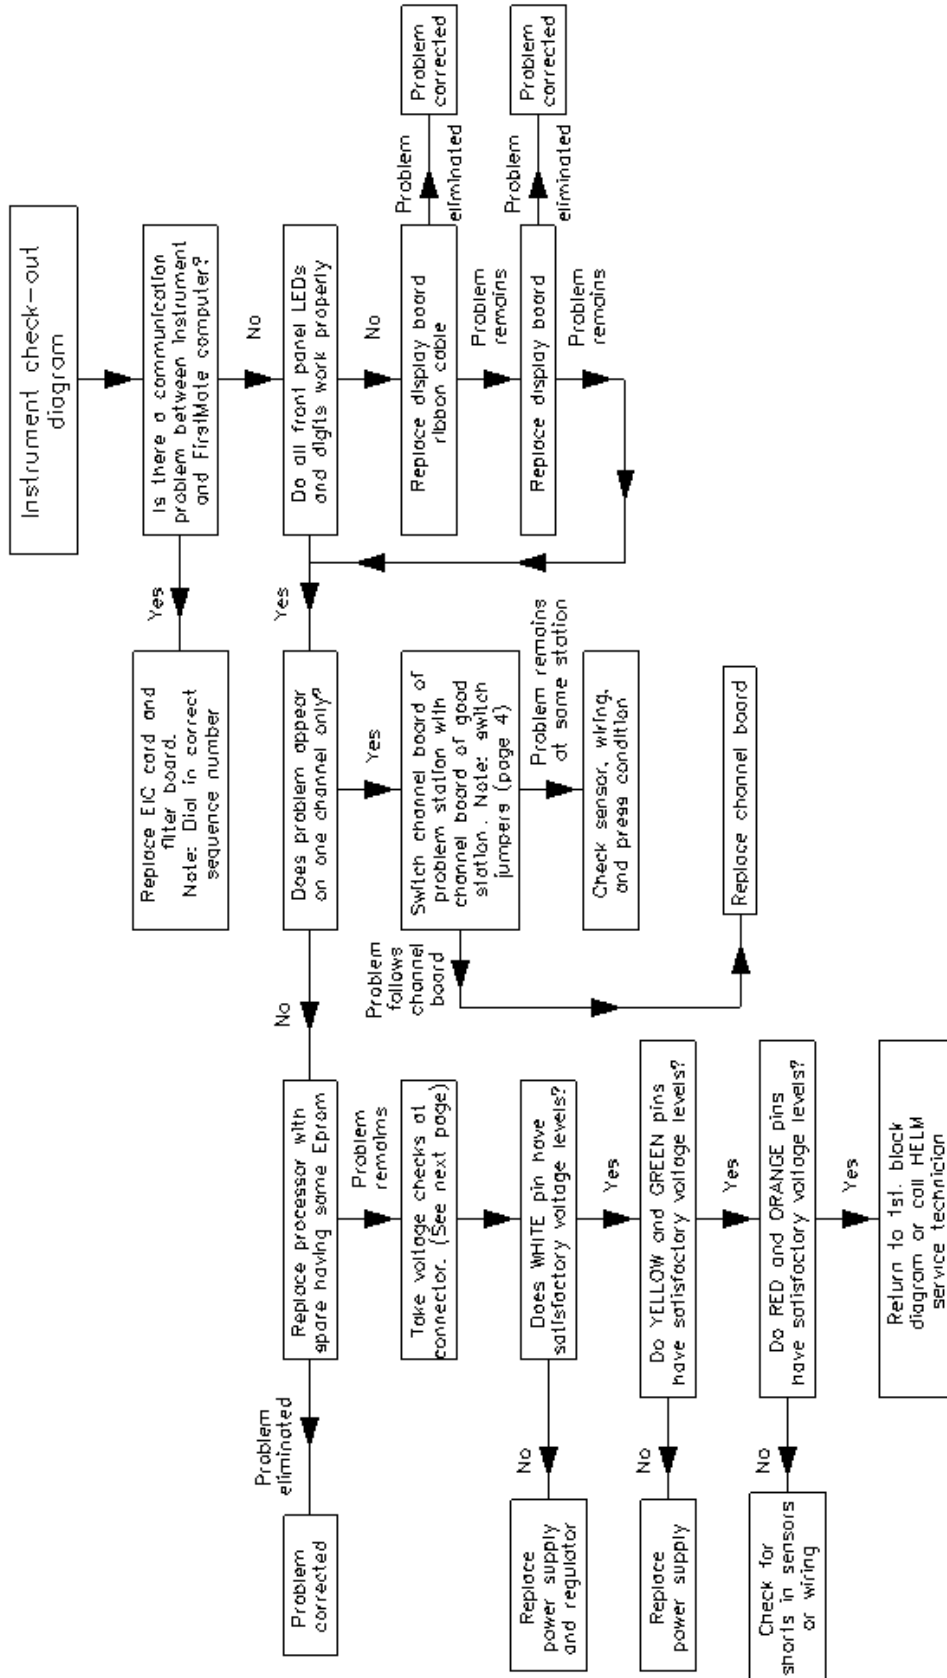 Instrument check-out
diagram
Is there a communication
problem between Instrument
and FirstMate computer?
Yes
Replace EIC card and
filter board.
Note: Dial in correct
sequence number
No
Do all front panel LEDs
and digits work properly
No
Replace display board
ribbon cable
Problem
eliminated
Problem
corrected
Problem
remains
Replace display board
Problem
eliminated
Problem
corrected
Problem
remains
Yes
Does problem appear
on one channel only?
Yes
Switch channel board of
problem station with
channel board of good
station. Note: switch
jumpers (page 4)
Problem remains
at same station
Check sensor, wiring,
and press condition
Problem
follows
channel
board
Replace channel board
No
Replace processor with
spare having same Eprom
Problem
eliminated
Problem
corrected
Problem
remaims
Take voltage checks at
connector. (See next page)
Does WHITE pin have
satisfactory voltage levels?
No
Replace
power supply
and regulator
Yes
Do YELLOW and GREEN pins
have satisfactory voltage levels?
No
Replace
power supply
Yes
Do RED and ORANGE pins
have satisfactory voltage levels?
No
Check for
shorts in sensors
or wiring
Yes
Return to 1st. block
diagram or call HELM
service technician